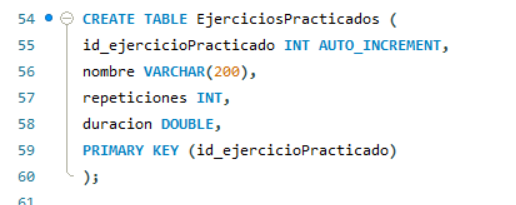 54 CREATE TABLE EjerciciosPracticados (
55 id_ejercicioPracticado INT AUTO_INCREMENT,
56 nombre VARCHAR(200),
57 repeticiones INT,
58 duracion DOUBLE,
59 PRIMARY KEY (id_ejercicioPracticado)
60 );
61